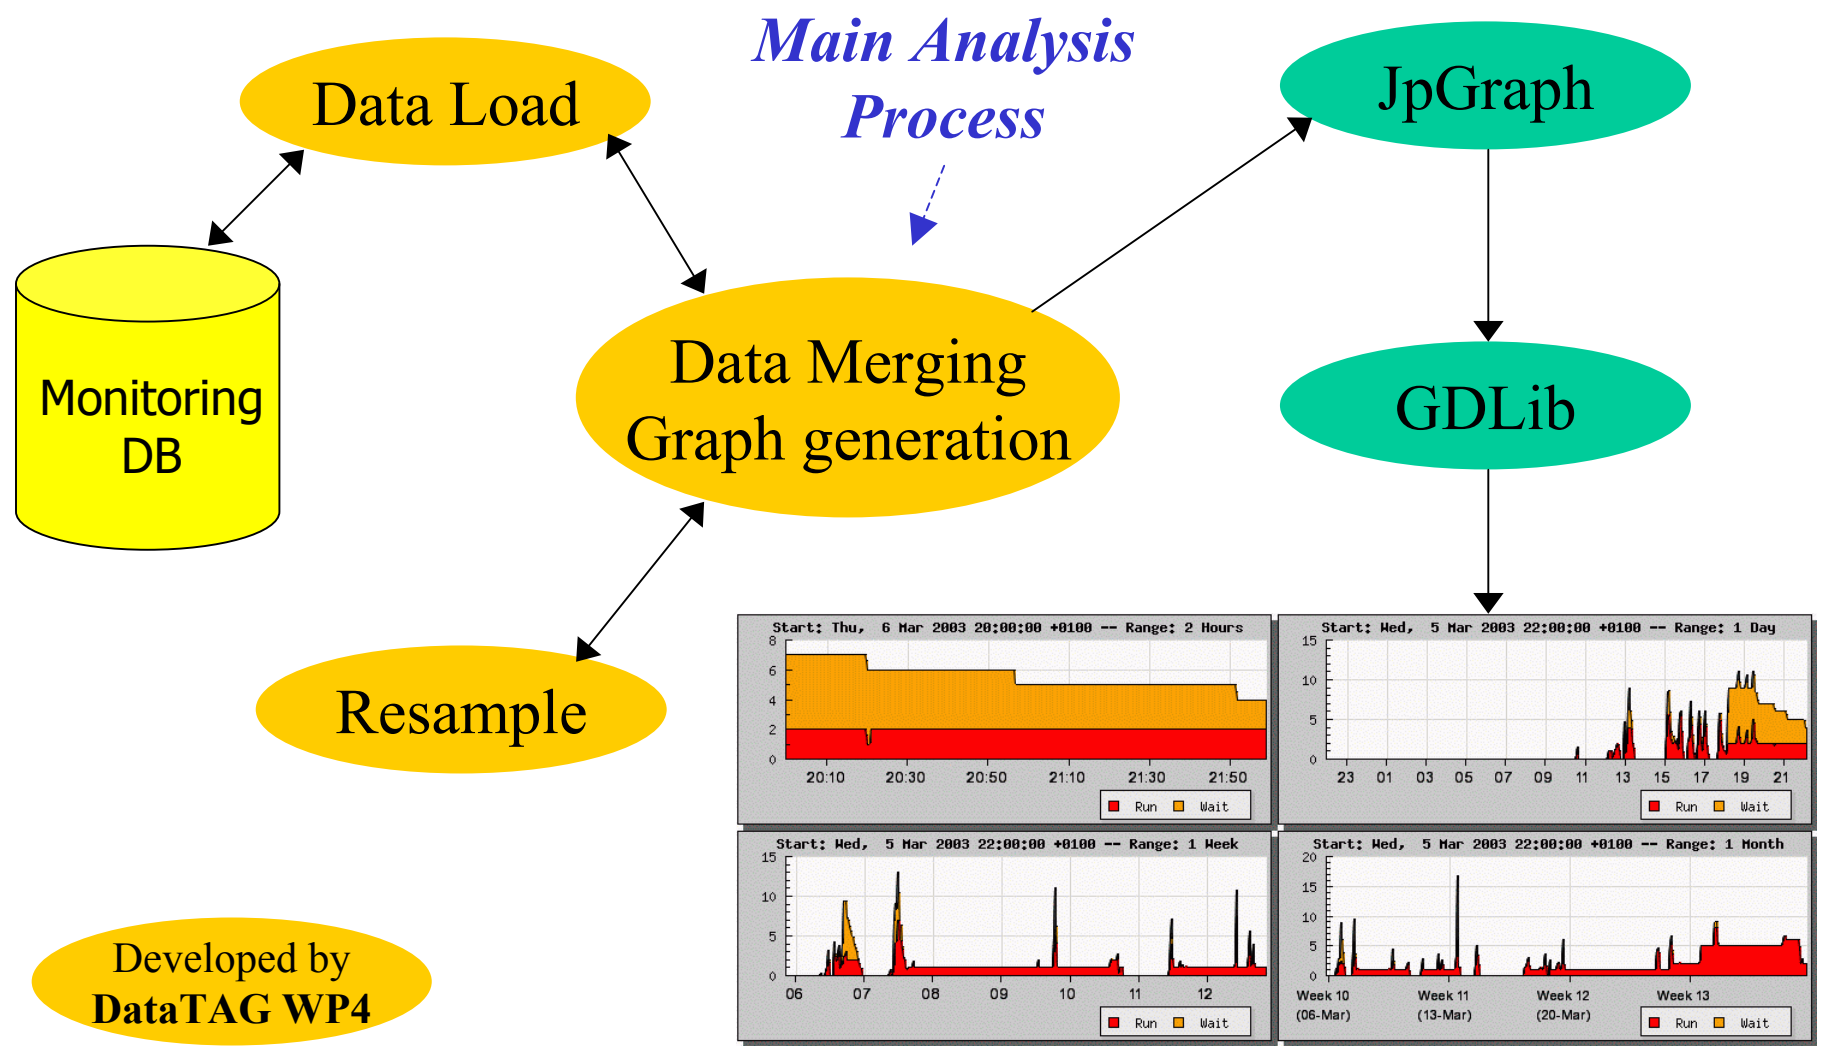 Main Analysis
Process
Data Load
JpGraph
Monitoring
DB
Data Merging
Graph generation
GDLib
Resample
Developed by
DataTAG WP4
Start: Thu,  6 Mar 2003 20:00:00 +0100 -- Range: 2 Hours
8
6
4
2
0
20:10 20:30 20:50 21:10 21:30 21:50
Run Wait
Start: Wed,  5 Mar 2003 22:00:00 +0100 -- Range: 1 Day
15
10
5
0
23 01 03 05 07 09 11 13 15 17 19 21
Run Wait
Start: Wed,  5 Mar 2003 22:00:00 +0100 -- Range: 1 Week
15
10
5
0
06 07 08 09 10 11 12
Run Wait
Start: Wed,  5 Mar 2003 22:00:00 +0100 -- Range: 1 Month
20
15
10
5
0
Week 10 Week 11 Week 12 Week 13
(06-Mar) (13-Mar) (20-Mar)
Run Wait